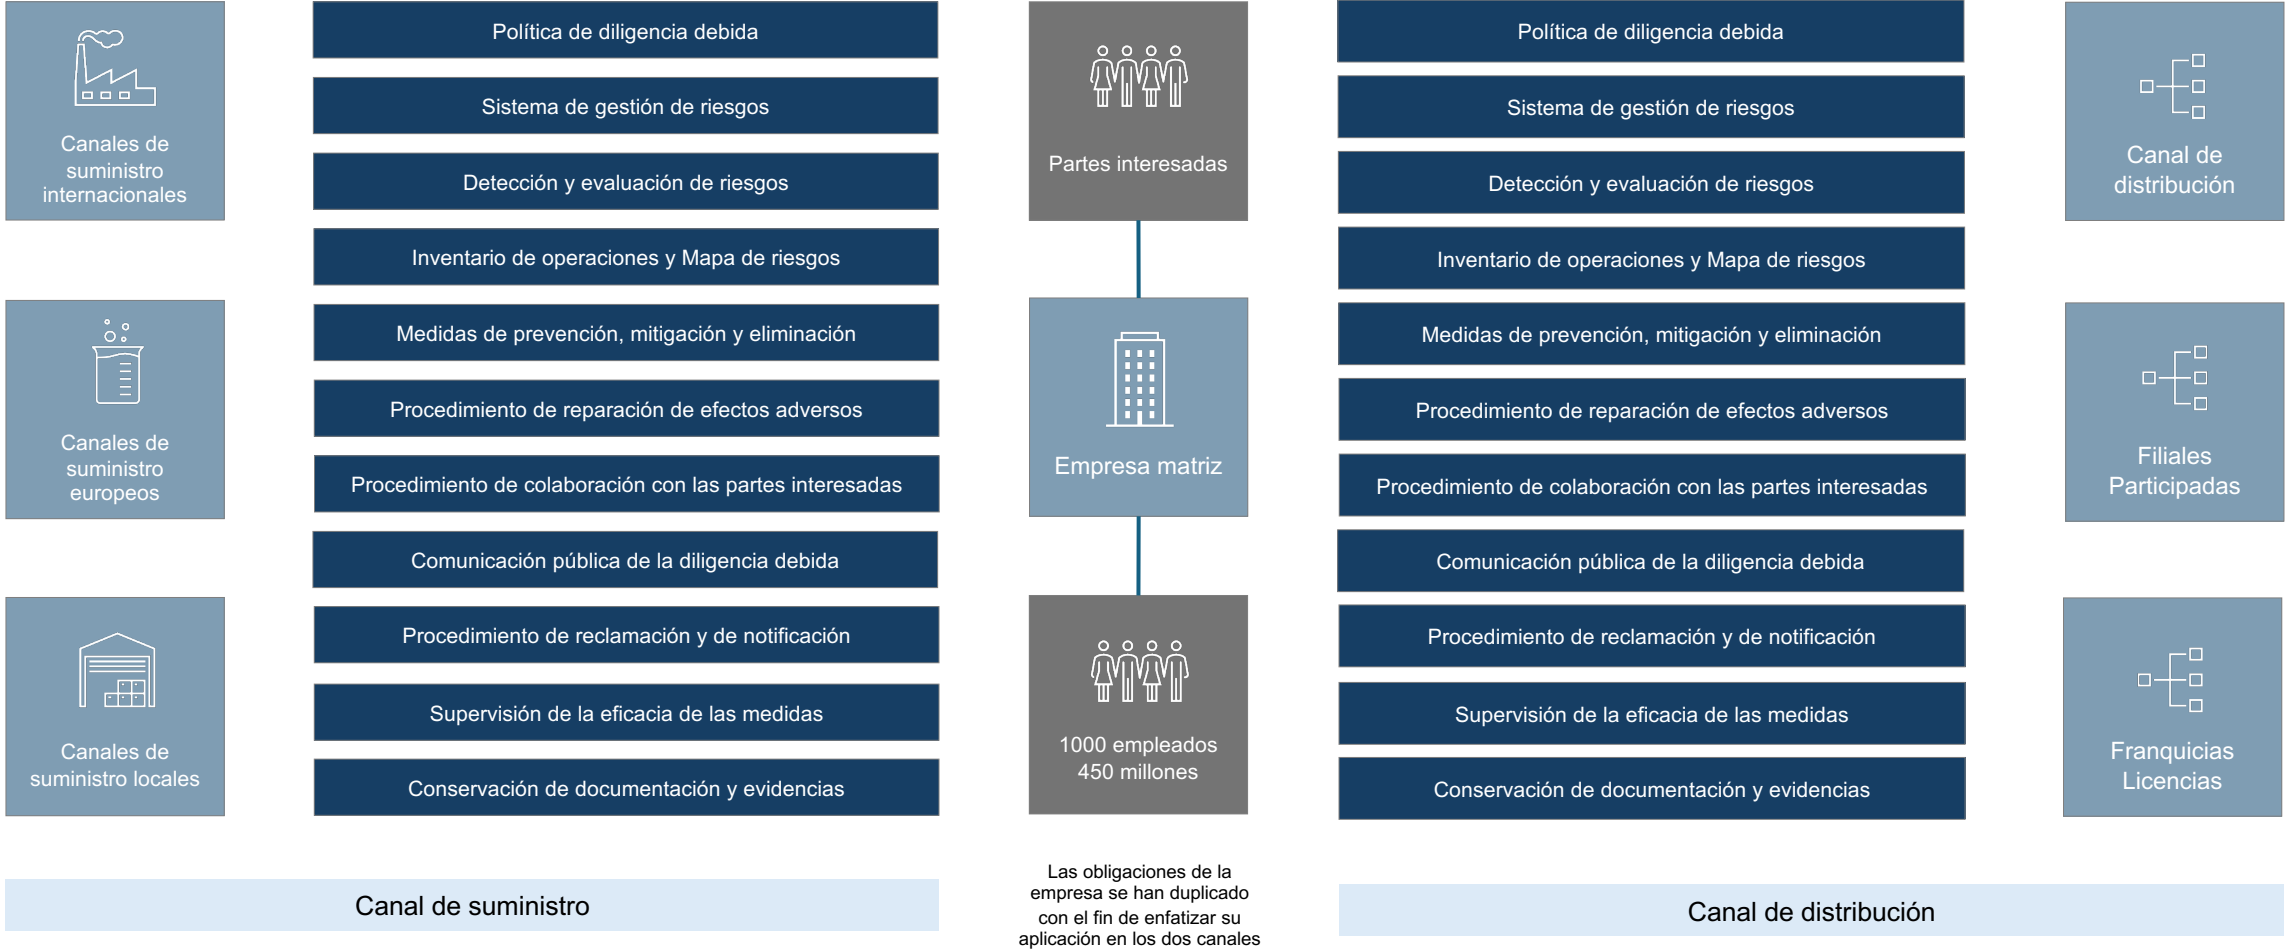 Canales de
suministro
internacionales
Canales de
suministro
europeos
Canales de
suministro locales
Política de diligencia debida
Sistema de gestión de riesgos
Detección y evaluación de riesgos
Inventario de operaciones y Mapa de riesgos
Medidas de prevención, mitigación y eliminación
Procedimiento de reparación de efectos adversos
Procedimiento de colaboración con las partes interesadas
Comunicación pública de la diligencia debida
Procedimiento de reclamación y de notificación
Supervisión de la eficacia de las medidas
Conservación de documentación y evidencias
Canal de suministro
Partes interesadas
Empresa matriz
1000 empleados
450 millones
Las obligaciones de la
empresa se han duplicado
con el fin de enfatizar su
aplicación en los dos canales
Política de diligencia debida
Sistema de gestión de riesgos
Detección y evaluación de riesgos
Inventario de operaciones y Mapa de riesgos
Medidas de prevención, mitigación y eliminación
Procedimiento de reparación de efectos adversos
Procedimiento de colaboración con las partes interesadas
Comunicación pública de la diligencia debida
Procedimiento de reclamación y de notificación
Supervisión de la eficacia de las medidas
Conservación de documentación y evidencias
Canal de
distribución
Filiales
Participadas
Franquicias
Licencias
Canal de distribución